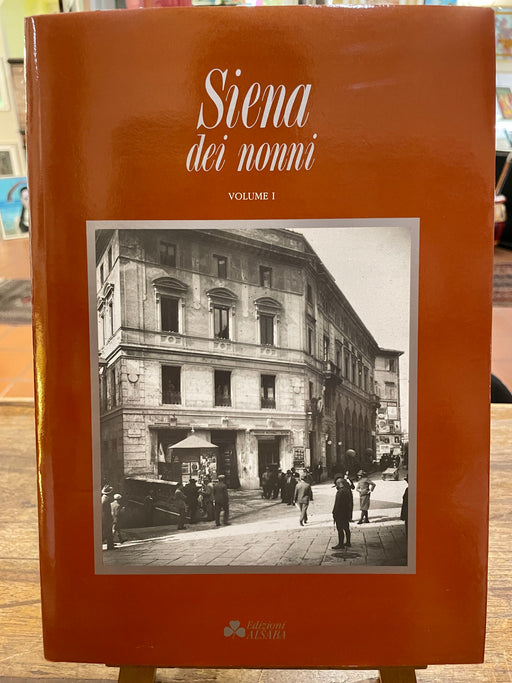 Siena
dei nonni
VOLUME I
Edizioni
ALSABA